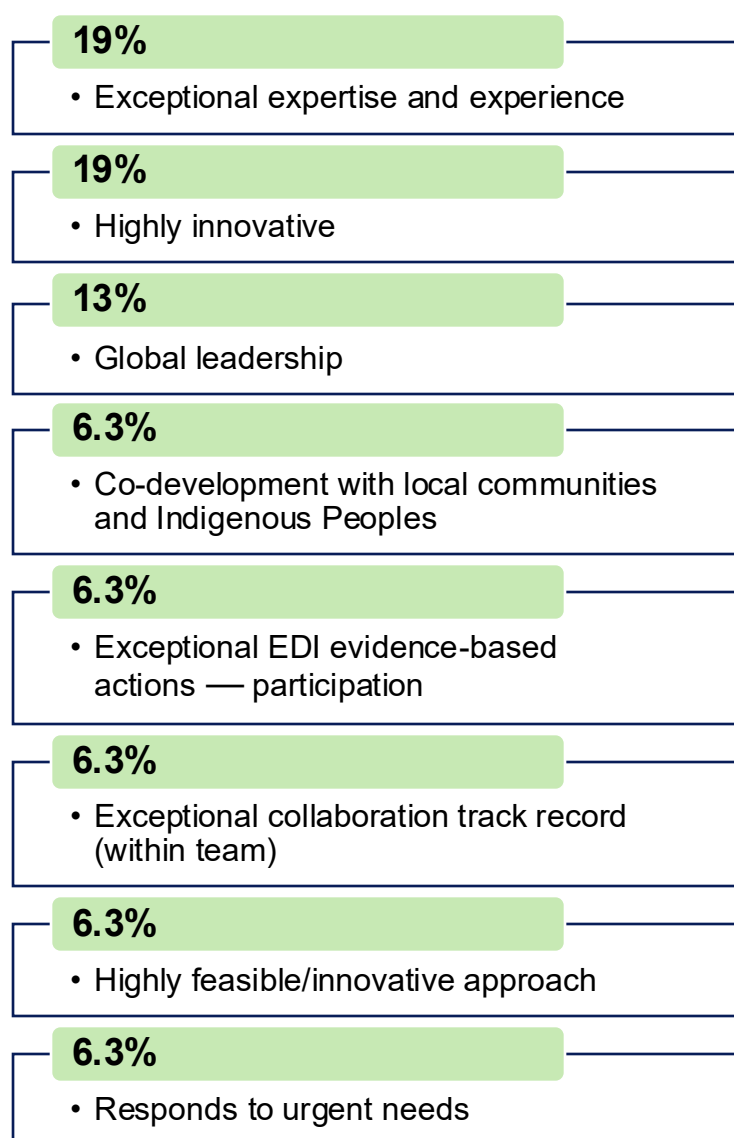 19%
• Exceptional expertise and experience
19%
• Highly innovative
13%
• Global leadership
6.3%
• Co-development with local communities
and Indigenous Peoples
6.3%
• Exceptional EDI evidence-based
actions — participation
6.3%
• Exceptional collaboration track record
(within team)
6.3%
• Highly feasible/innovative approach
6.3%
• Responds to urgent needs